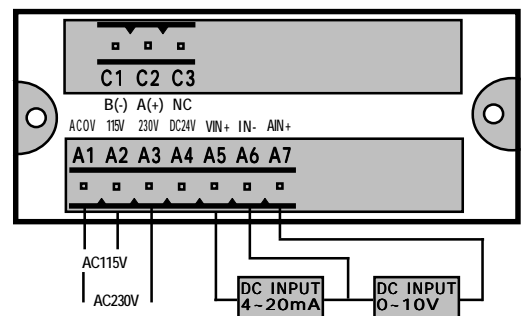 C1 C2 C3
B(-) A(+) NC
AC0V 115V 230V DC24V VIN+ IN- AIN+
A1 A2 A3 A4 A5 A6 A7
AC115V
AC230V
DC INPUT
4~20mA
DC INPUT
0~10V